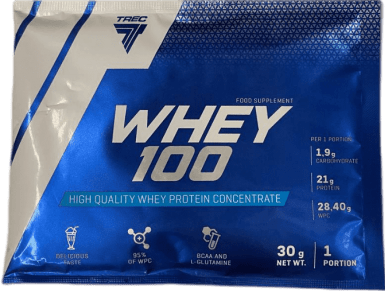 TREC
FOOD SUPPLEMENT
WHEY
100
HIGH QUALITY WHEY PROTEIN CONCENTRATE
PER 1 PORTION
1,9g
CARBOHYDRATE
21g
PROTEIN
28,40g
WPC
DELICIOUS
TASTE
95%
OF WPC
BCAA AND
L-GLUTAMINE
30 g
NET WT.
1
PORTION